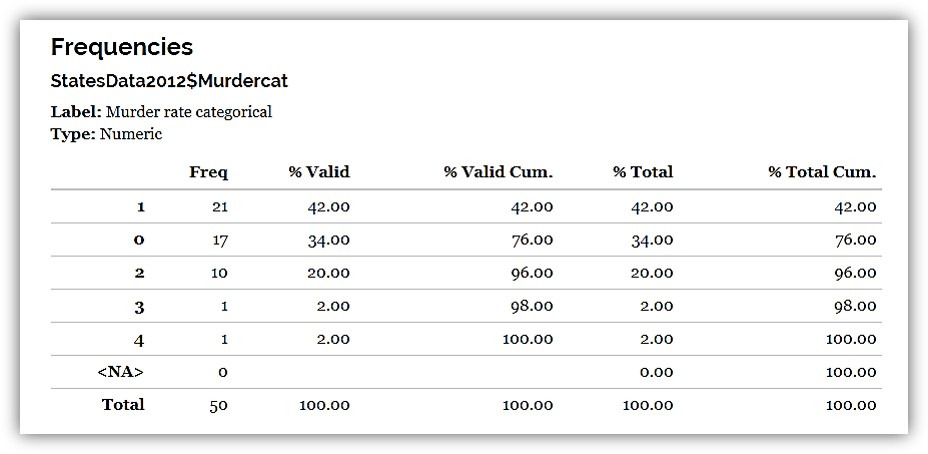 Frequencies
StatesData2012$Murdercat
Label: Murder rate categorical
Type: Numeric
Freq % Valid % Valid Cum. % Total % Total Cum.
1 21 42.00 42.00 42.00 42.00
0 17 34.00 76.00 34.00 76.00
2 10 20.00 96.00 20.00 96.00
3 1 2.00 98.00 2.00 98.00
4 1 2.00 100.00 2.00 100.00
<NA> 0 0.00 100.00
Total 50 100.00 100.00 100.00 100.00